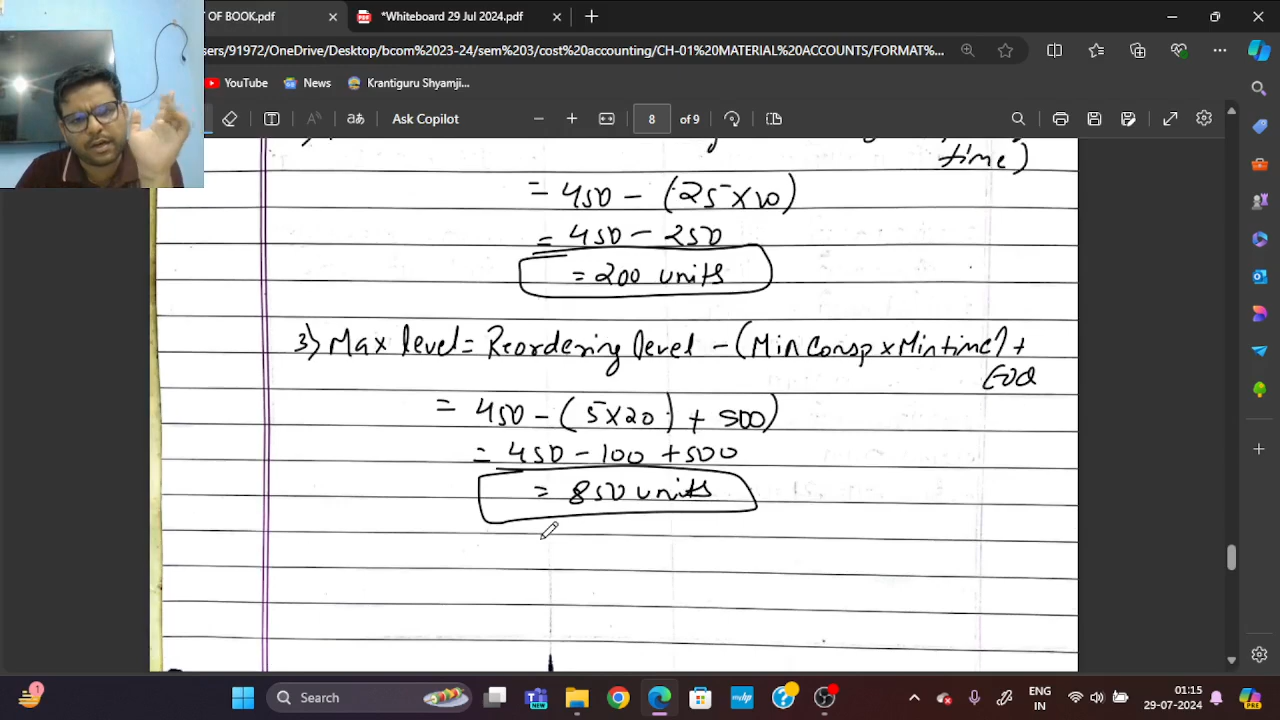 OF BOOK.pdf
*Whiteboard 29 Jul 2024.pdf
sers/91972/OneDrive/Desktop/bcom%2023-24/sem%203/cost%20accounting/CH-01%20MATERIAL%20ACCOUNTS/FORMAT%...
YouTube
News
Krantiguru Shyamji...
Ask Copilot
8
of 9
time)
= 450 - (25 x 10)
= 450 - 250
= 200 units
3) Max level = Reordering level - (Min Consp x Min time) +
EOQ
= 450 - (5 x 20) + 500)
= 450 - 100 + 500
= 850 units
1
Search
NEW
ENG
IN
01:15
29-07-2024
PRE